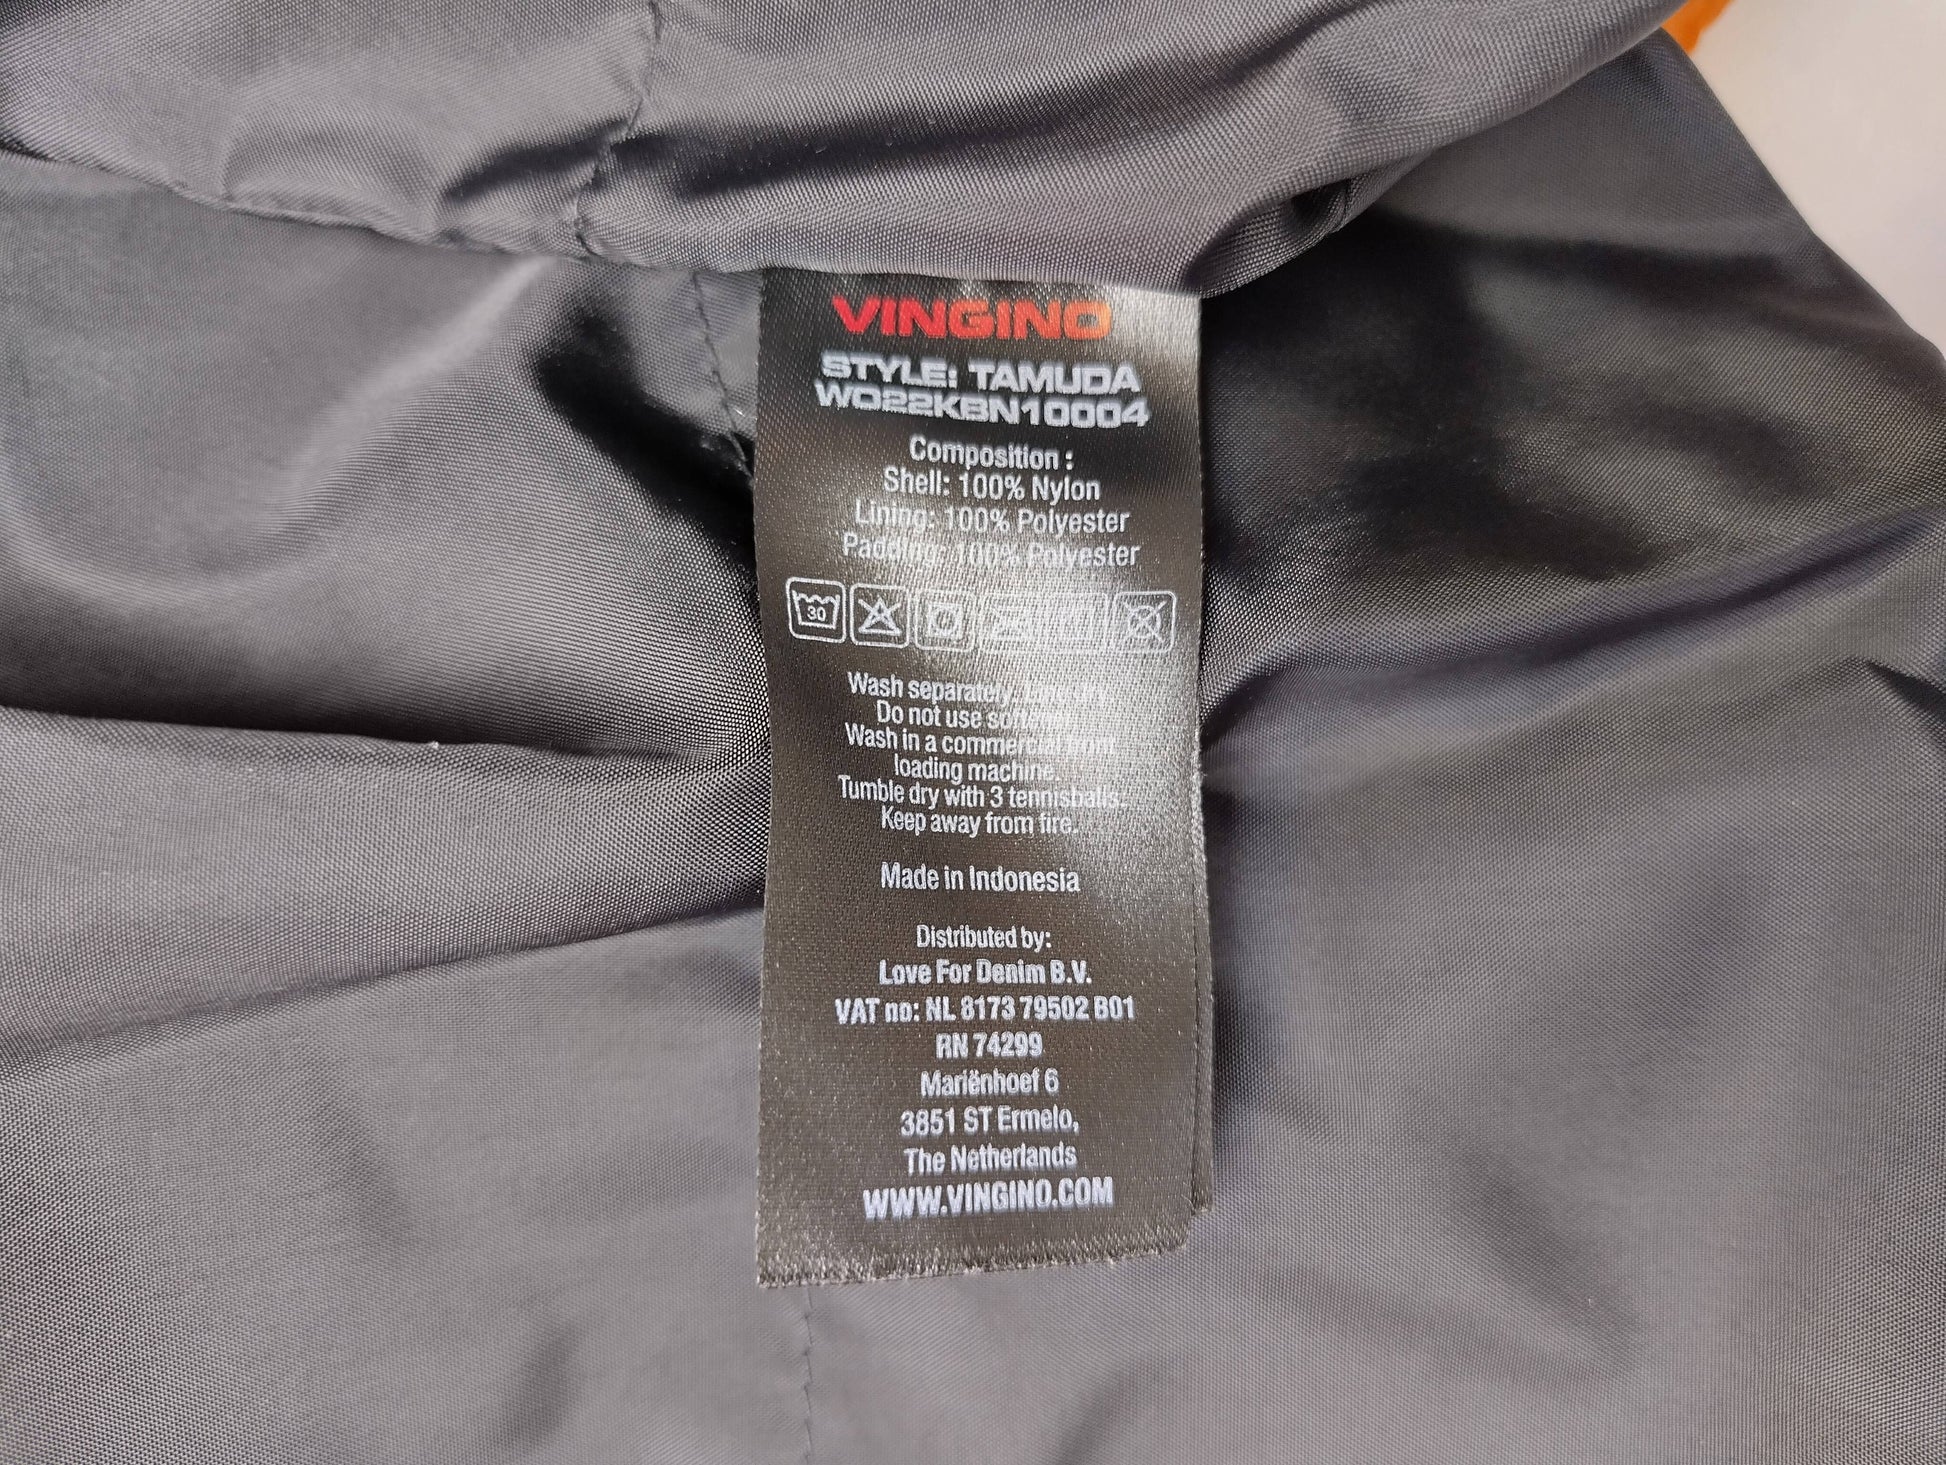 VINGINO
STYLE: TAMUDA
WO22KBN10004
Composition :
Shell: 100% Nylon
Lining: 100% Polyester
Padding: 100% Polyester
30
Wash separately. Line dry.
Do not use softener.
Wash in a commercial front
loading machine.
Tumble dry with 3 tennisballs.
Keep away from fire.
Made in Indonesia
Distributed by:
Love For Denim B.V.
VAT no: NL 8173 79502 B01
RN 74299
Mariënhoef 6
3851 ST Ermelo,
The Netherlands
WWW.VINGINO.COM